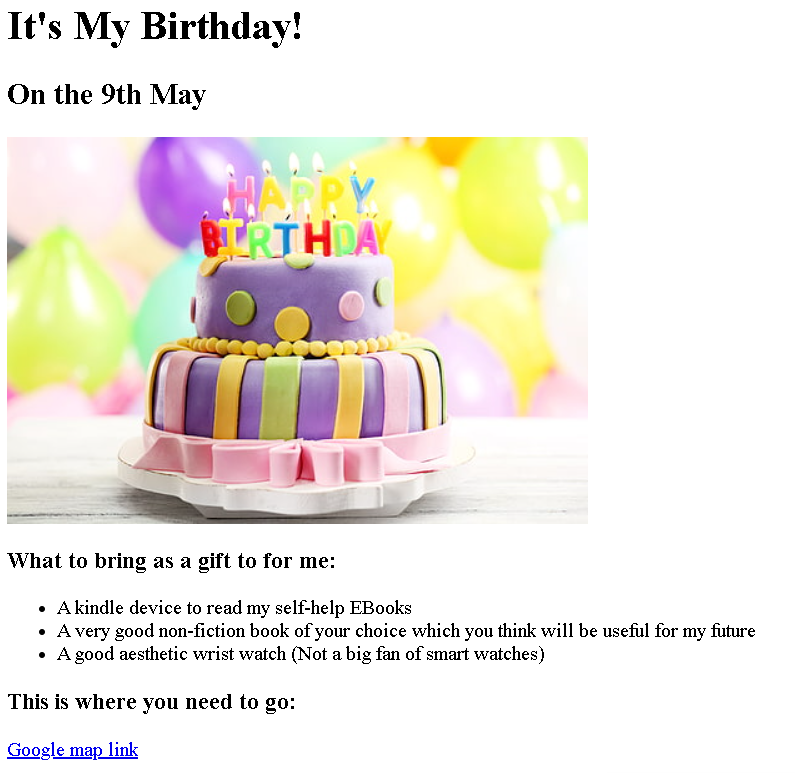 It's My Birthday!
On the 9th May
HAPPY
BIRTHDAY
What to bring as a gift to for me:
A kindle device to read my self-help EBooks
A very good non-fiction book of your choice which you think will be useful for my future
A good aesthetic wrist watch (Not a big fan of smart watches)
This is where you need to go:
Google map link